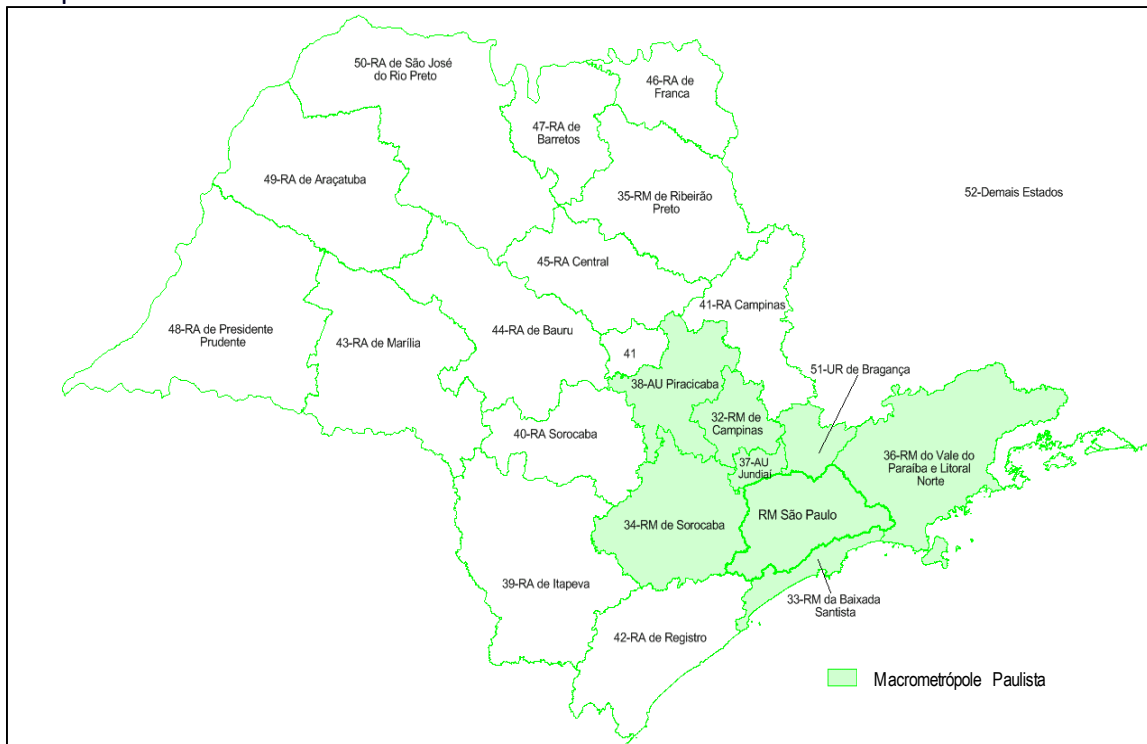 50-RA de São José
do Rio Preto
46-RA de
Franca
47-RA de
Barretos
49-RA de Araçatuba
35-RM de Ribeirão
Preto
52-Demais Estados
45-RA Central
41-RA Campinas
48-RA de Presidente
Prudente
43-RA de Marília
44-RA de Bauru
41
51-UR de Bragança
38-AU Piracicaba
32-RM de
Campinas
40-RA Sorocaba
36-RM do Vale do
Paraíba e Litoral
Norte
37-AU
Jundiaí
34-RM de Sorocaba
RM São Paulo
39-RA de Itapeva
33-RM da Baixada
Santista
42-RA de Registro
Macrometrópole Paulista